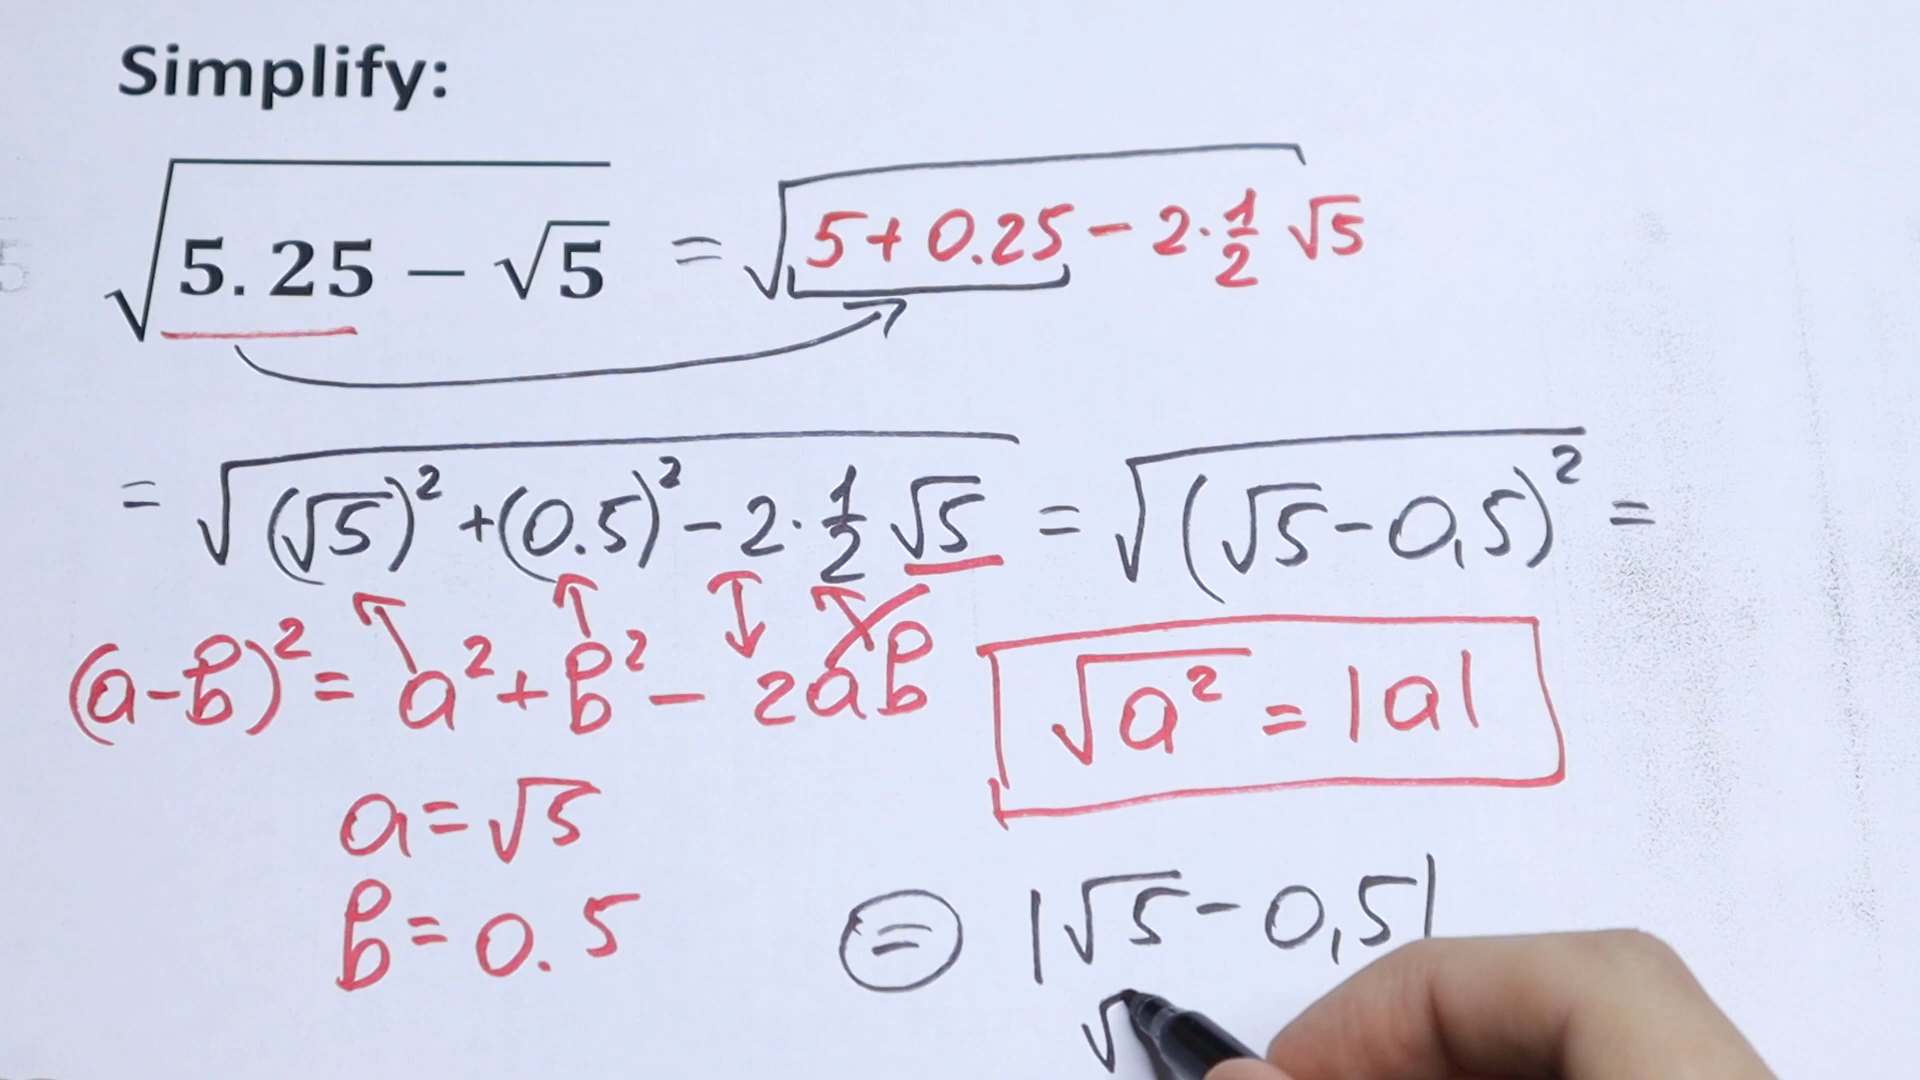 Simplify:
√(5.25 − √5) = √(5+0.25 − 2·1/2 √5)
= √((√5)² + (0.5)² − 2·1/2 √5) = √((√5 − 0,5)²) =
(a-b)² = a² + b² − 2ab
√a² = |a|
a = √5
b = 0.5
= |√5 − 0,5|
√